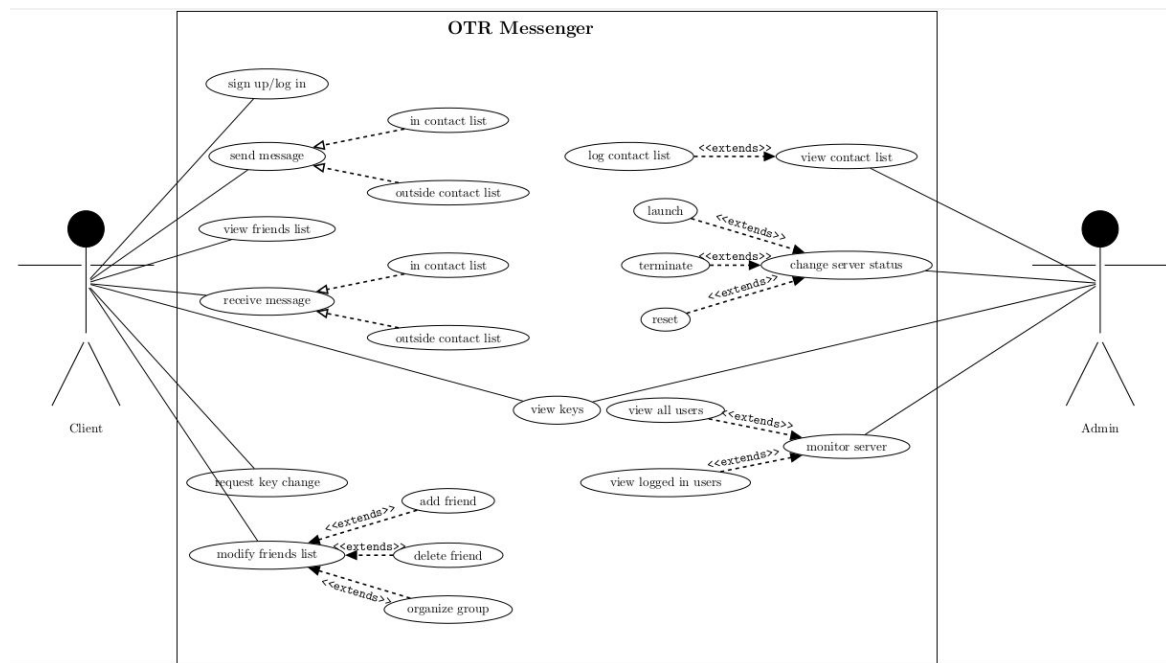 OTR Messenger
sign up/log in
in contact list
send message
log contact list
<<extends>>
view contact list
outside contact list
launch
<<extends>>
view friends list
in contact list
terminate
<<extends>>
change server status
<<extends>>
receive message
reset
outside contact list
view keys
view all users
<<extends>>
Client
Admin
monitor server
<<extends>>
request key change
view logged in users
add friend
<<extends>>
modify friends list
<<extends>>
delete friend
<<extends>>
organize group